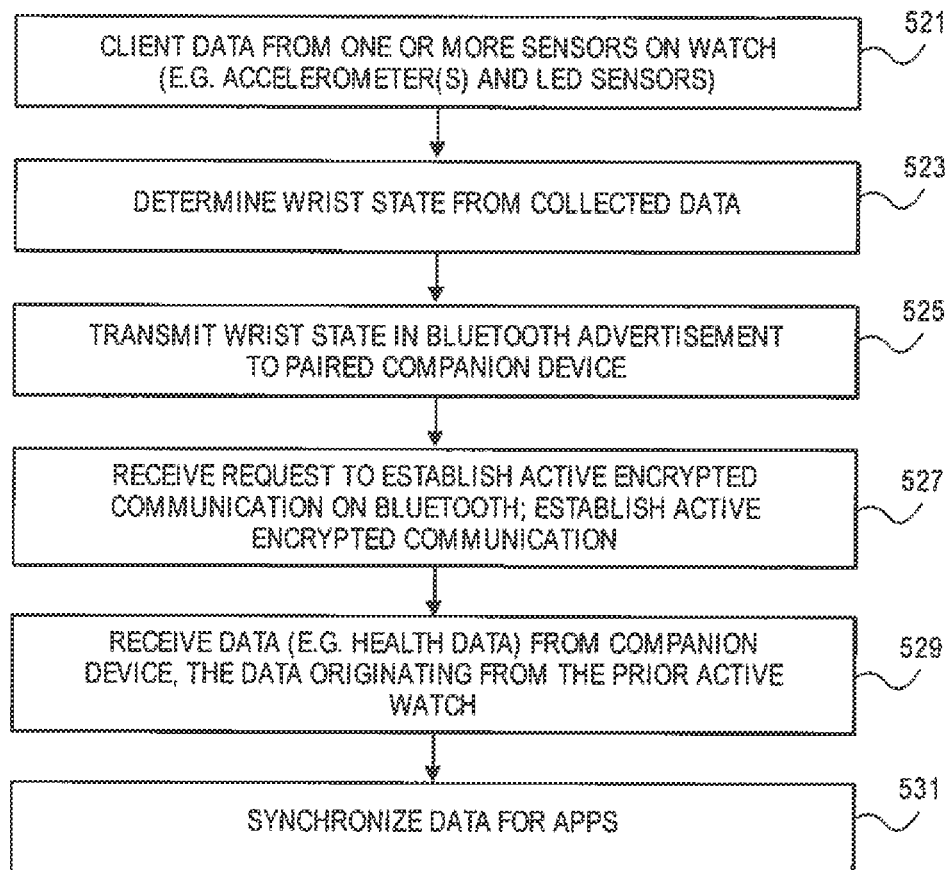 CLIENT DATA FROM ONE OR MORE SENSORS ON WATCH
(E.G. ACCELEROMETER(S) AND LED SENSORS)
521
DETERMINE WRIST STATE FROM COLLECTED DATA
523
TRANSMIT WRIST STATE IN BLUETOOTH ADVERTISEMENT
TO PAIRED COMPANION DEVICE
525
RECEIVE REQUEST TO ESTABLISH ACTIVE ENCRYPTED
COMMUNICATION ON BLUETOOTH; ESTABLISH ACTIVE
ENCRYPTED COMMUNICATION
527
RECEIVE DATA (E.G. HEALTH DATA) FROM COMPANION
DEVICE, THE DATA ORIGINATING FROM THE PRIOR ACTIVE
WATCH
529
SYNCHRONIZE DATA FOR APPS
531